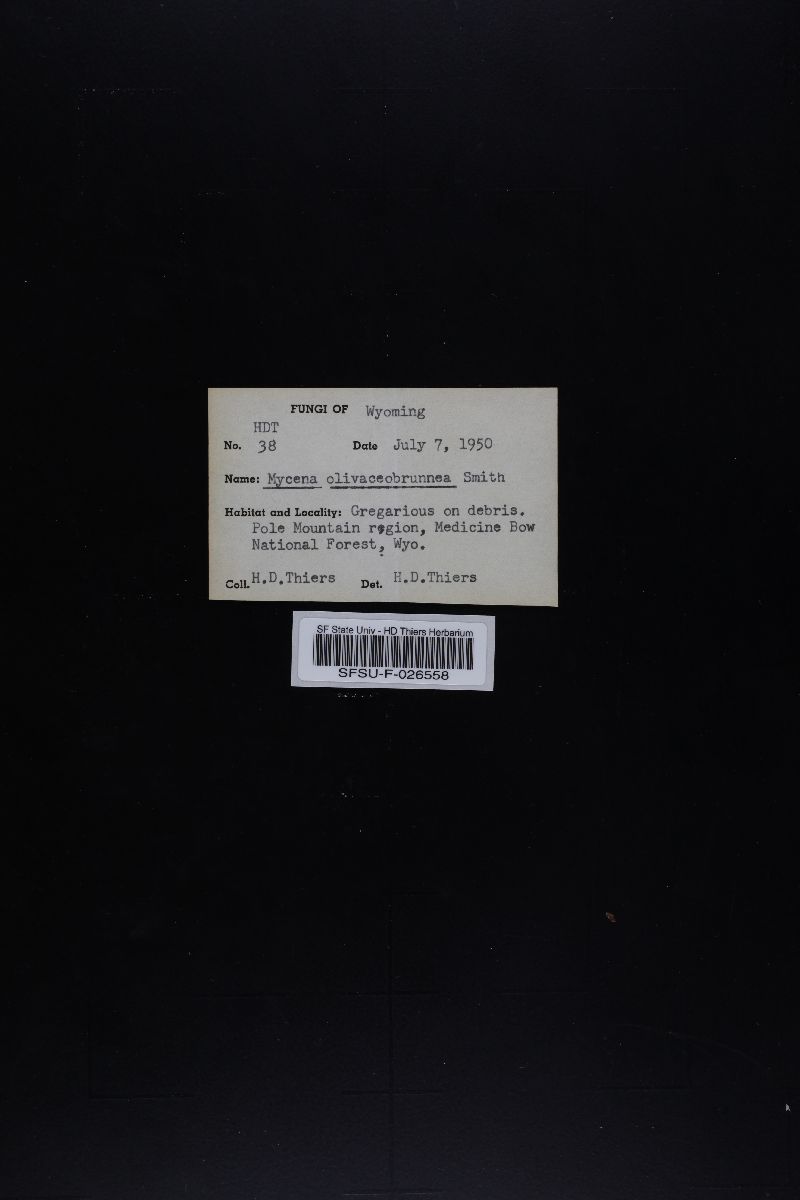 FUNGI OF Wyoming
HDT
No. 38 Date July 7, 1950
Name: Mycena olivaceobrunnea Smith
Habitat and Locality: Gregarious on debris.
Pole Mountain region, Medicine Bow
National Forest, Wyo.
Coll. H.D.Thiers Det. H.D.Thiers
SF State Univ - HD Thiers Herbarium
SFSU-F-026558